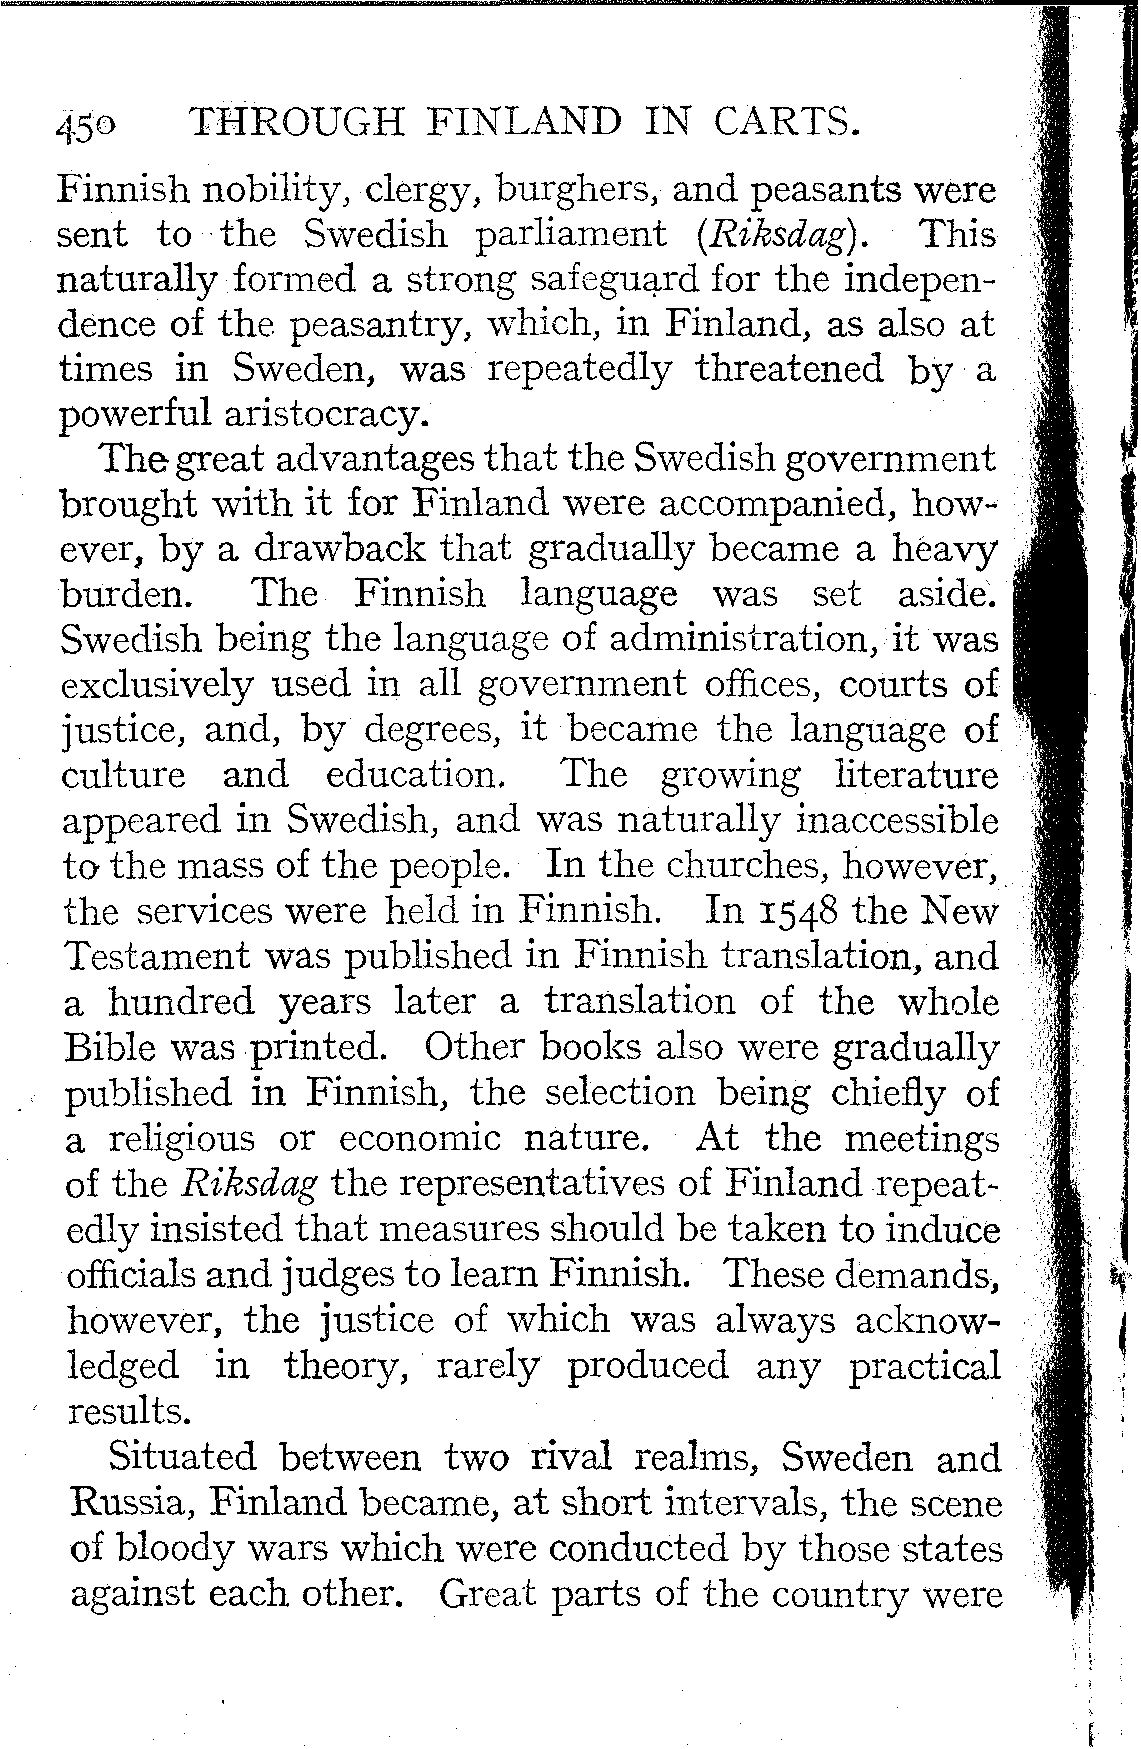 450 THROUGH FINLAND IN CARTS.
Finnish nobility, clergy, burghers, and peasants were
sent to the Swedish parliament (Riksdag). This
naturally formed a strong safeguard for the indepen-
dence of the peasantry, which, in Finland, as also at
times in Sweden, was repeatedly threatened by a
powerful aristocracy.
The great advantages that the Swedish government
brought with it for Finland were accompanied, how-
ever, by a drawback that gradually became a heavy
burden. The Finnish language was set aside.
Swedish being the language of administration, it was
exclusively used in all government offices, courts of
justice, and, by degrees, it became the language of
culture and education. The growing literature
appeared in Swedish, and was naturally inaccessible
to the mass of the people. In the churches, however,
the services were held in Finnish. In 1548 the New
Testament was published in Finnish translation, and
a hundred years later a translation of the whole
Bible was printed. Other books also were gradually
published in Finnish, the selection being chiefly of
a religious or economic nature. At the meetings
of the Riksdag the representatives of Finland repeat-
edly insisted that measures should be taken to induce
officials and judges to learn Finnish. These demands,
however, the justice of which was always acknow-
ledged in theory, rarely produced any practical
results.
Situated between two rival realms, Sweden and
Russia, Finland became, at short intervals, the scene
of bloody wars which were conducted by those states
against each other. Great parts of the country were